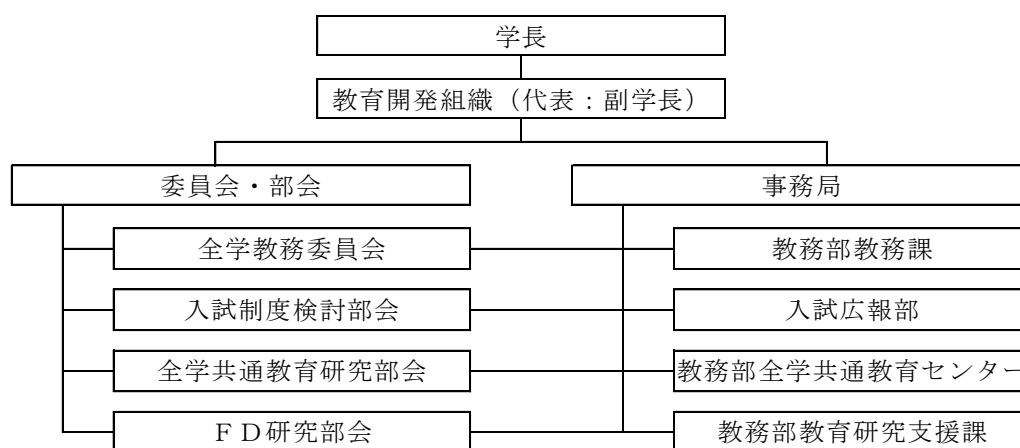 学長
教育開発組織（代表：副学長）
委員会・部会
事務局
全学教務委員会
教務部教務課
入試制度検討部会
入試広報部
全学共通教育研究部会
教務部全学共通教育センター
ＦＤ研究部会
教務部教育研究支援課